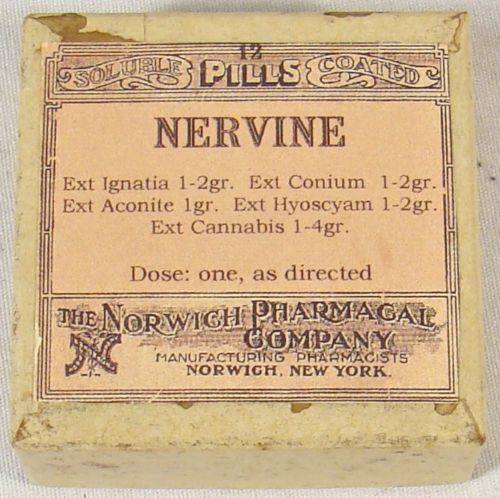 12
SOLUBLE PILLS COATED
NERVINE
Ext Ignatia 1-2gr. Ext Conium 1-2gr.
Ext Aconite 1gr. Ext Hyoscyam 1-2gr.
Ext Cannabis 1-4gr.
Dose: one, as directed
THE NORWICH PHARMACAL
COMPANY
MANUFACTURING PHARMACISTS
NORWICH, NEW YORK.